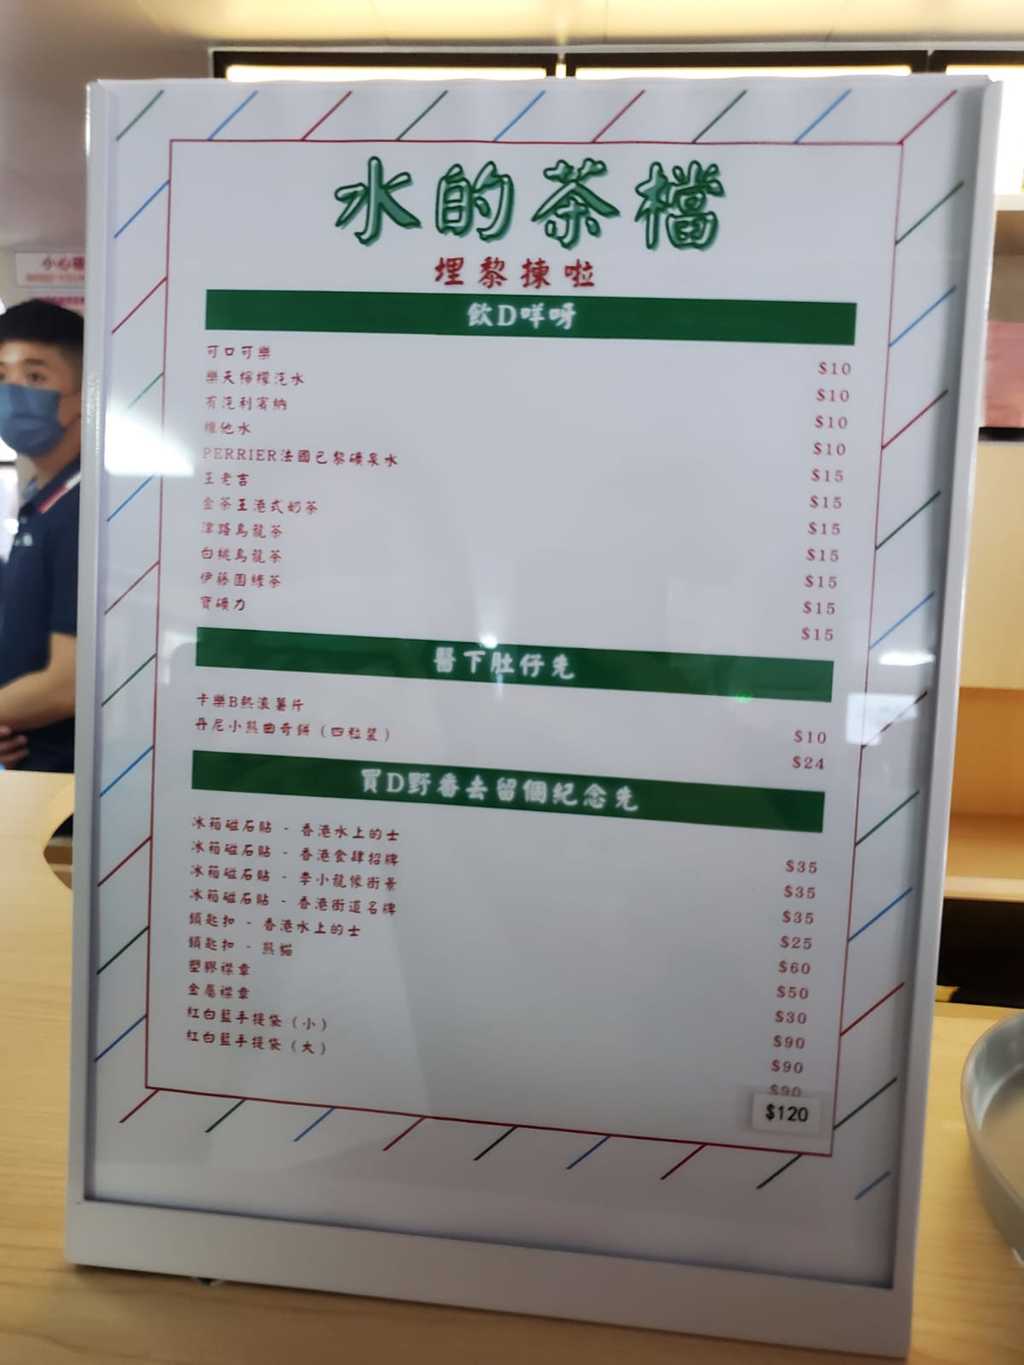 小心
水的茶檔
埋黎揀啦
飲D咩呀
可口可樂 $10
樂天檸檬汽水 $10
有汽利賓納 $10
維他水 $10
PERRIER法國巴黎礦泉水 $15
王老吉 $15
金茶王港式奶茶 $15
津路烏龍茶 $15
白桃烏龍茶 $15
伊藤園綠茶 $15
寶礦力 $15
醫下肚仔先
卡樂B熱浪薯片 $10
丹尼小熊曲奇餅（四粒裝） $24
買D野番去留個紀念先
冰箱磁石貼 - 香港水上的士 $35
冰箱磁石貼 - 香港食肆招牌 $35
冰箱磁石貼 - 李小龍像街景 $35
冰箱磁石貼 - 香港街道名牌 $25
鎖匙扣 - 香港水上的士 $60
鎖匙扣 - 熊貓 $50
塑膠襟章 $30
金屬襟章 $90
紅白藍手提袋（小） $90
紅白藍手提袋（大） $90
$120